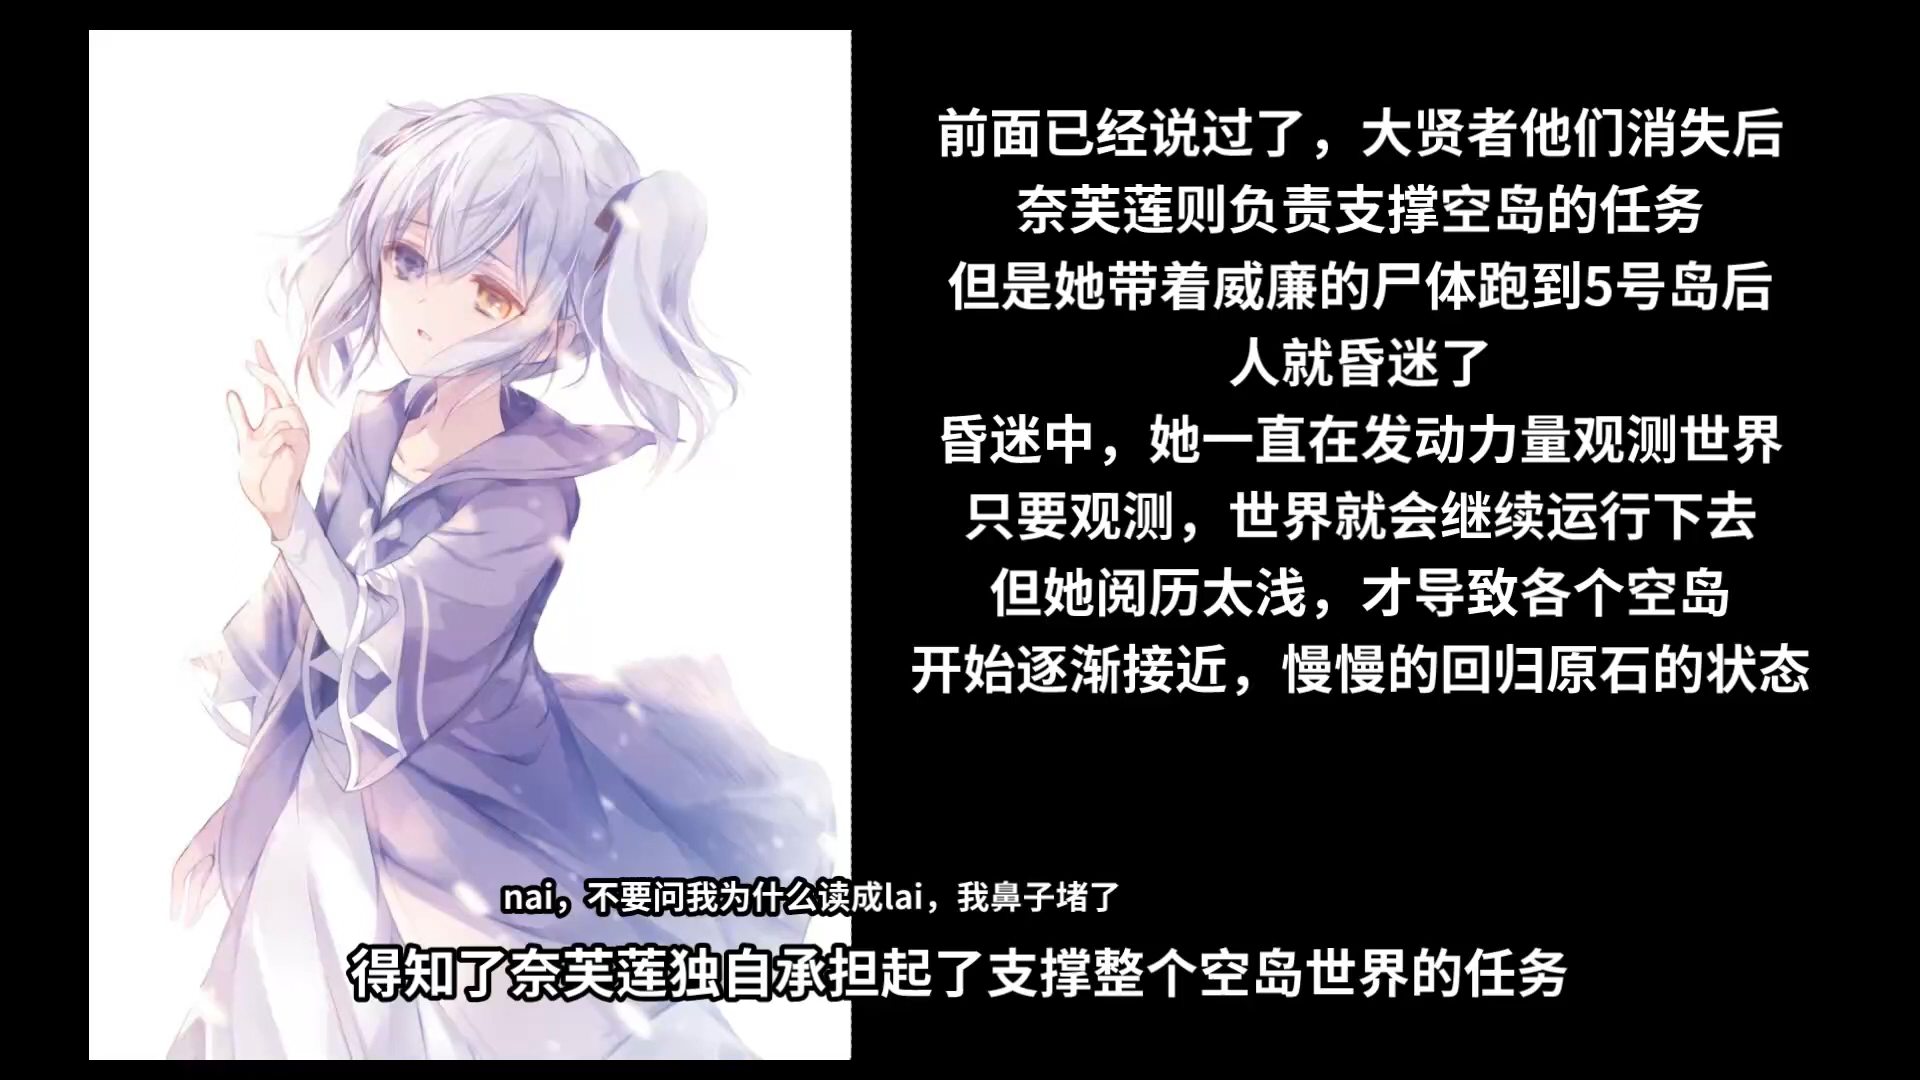 前面已经说过了，大贤者他们消失后
奈芙莲则负责支撑空岛的任务
但是她带着威廉的尸体跑到5号岛后
人就昏迷了
昏迷中，她一直在发动力量观测世界
只要观测，世界就会继续运行下去
但她阅历太浅，才导致各个空岛
开始逐渐接近，慢慢的回归原石的状态
nai，不要问我为什么读成lai，我鼻子堵了
得知了奈芙莲独自承担起了支撑整个空岛世界的任务